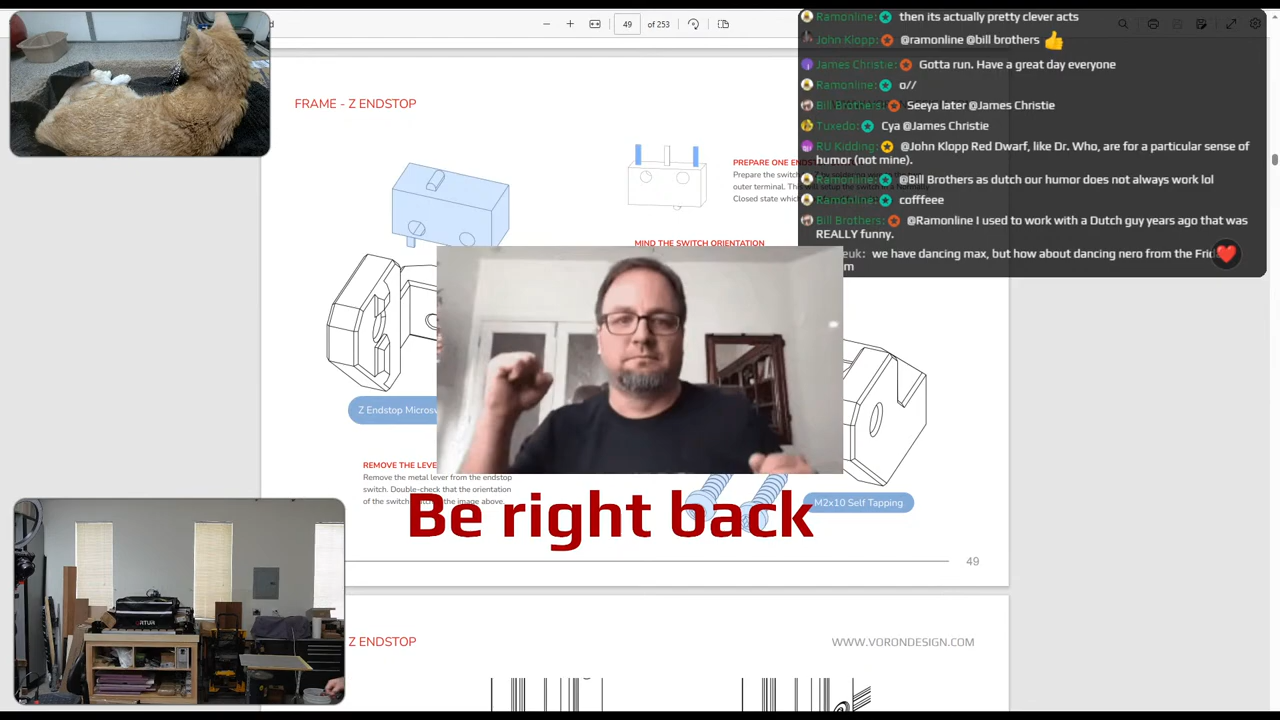 d
49
of 253
FRAME - Z ENDSTOP
PREPARE ONE
Prepare the switch
outer terminal. This
Closed state
MIND THE SWITCH ORIENTATION
Z Endstop
REMOVE THE
Remove the metal lever from the endstop
switch. Double-check that the orientation
of the switch
image above.
M2x10 Self Tapping
49
Z ENDSTOP
WWW.VORONDESIGN.COM
Ramonline: then its actually pretty clever acts
John Klopp: @ramonline @bill brothers 👍
James Christie: Gotta run. Have a great day everyone
Ramonline: o//
Bill Brothers: Seeya later @James Christie
Tuxedo: Cya @James Christie
RU Kidding: @John Klopp Red Dwarf, like Dr. Who, are for a particular sense of
humor (not mine).
Ramonline: @Bill Brothers as dutch our humor does not always work lol
Ramonline: cofffeee
Bill Brothers: @Ramonline I used to work with a Dutch guy years ago that was
REALLY funny.
euk: we have dancing max, but how about dancing nero from the
m
Be right back
ORTUR